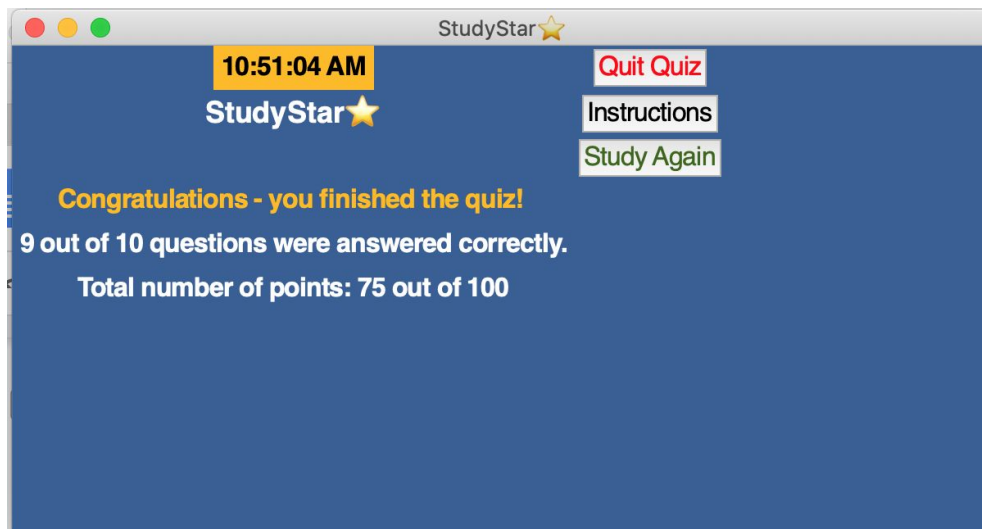 StudyStar⭐
10:51:04 AM
Quit Quiz
StudyStar⭐
Instructions
Study Again
Congratulations - you finished the quiz!
9 out of 10 questions were answered correctly.
Total number of points: 75 out of 100